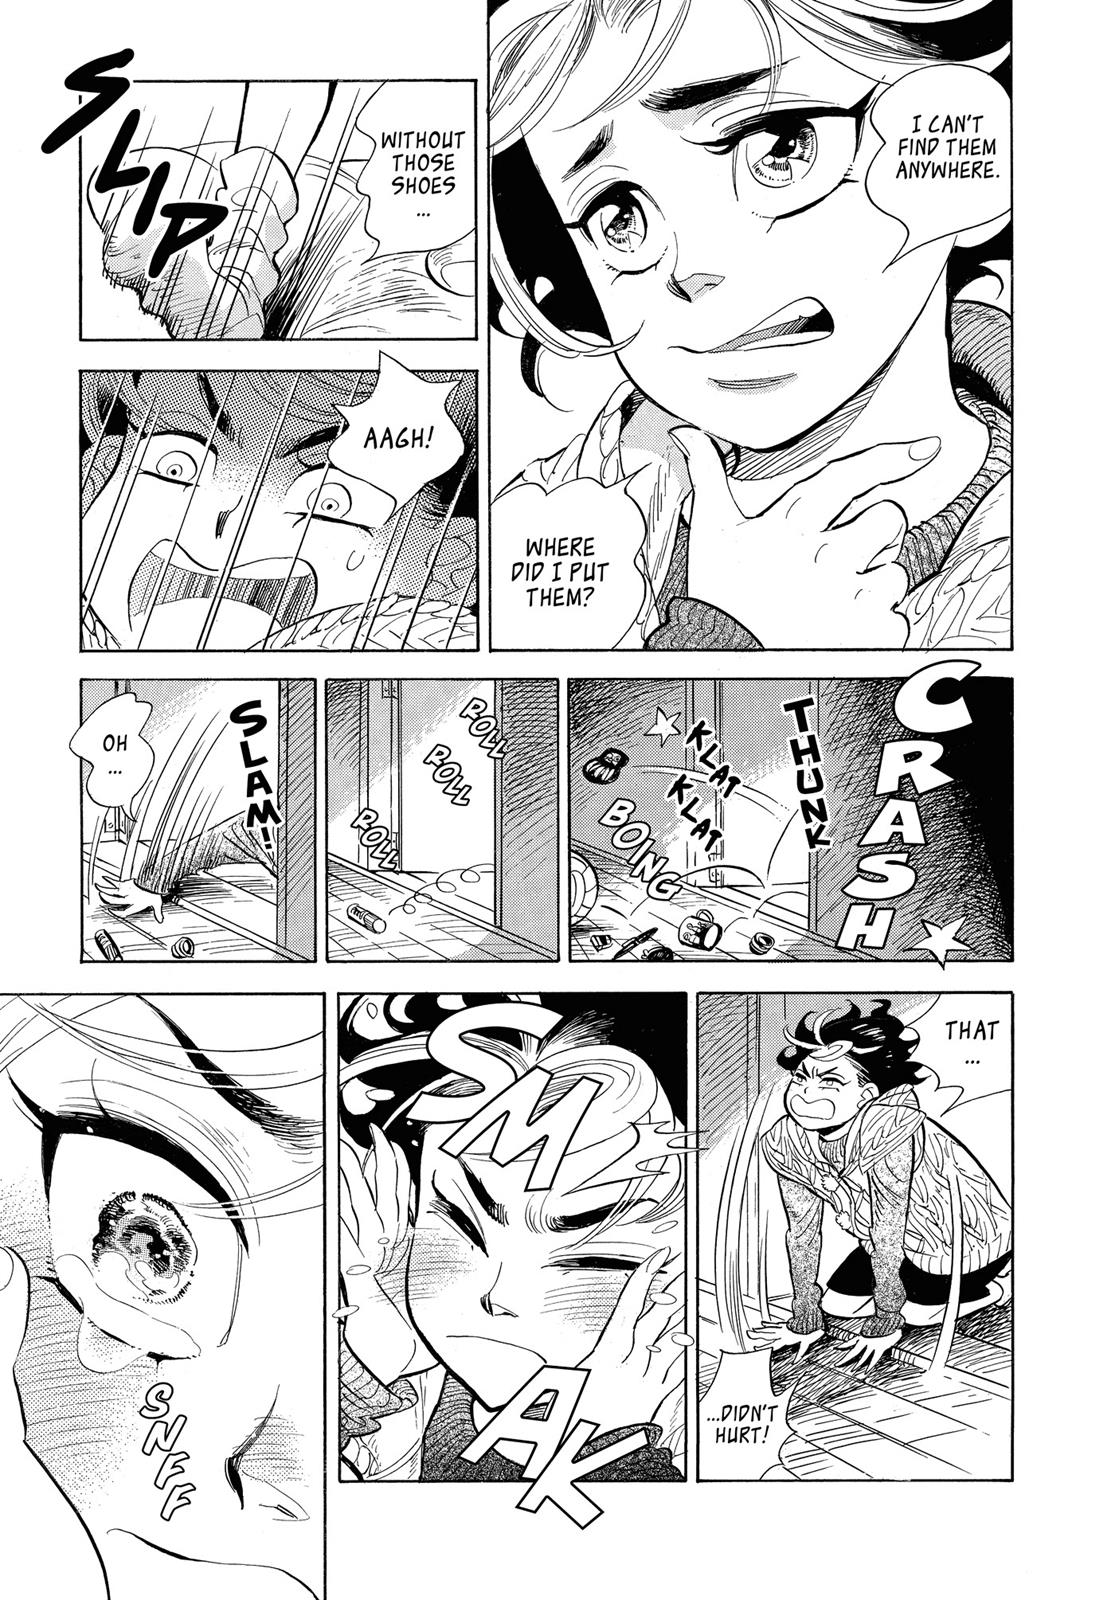 I CAN'T
FIND THEM
ANYWHERE.
WHERE
DID I PUT
THEM?
WITHOUT
THOSE
SHOES
...
SLIP
AAGH!
CRASH
THUNK
KLAT
KLAT
BOING
ROLL
ROLL
ROLL
SLAM!
OH
...
THAT
...
...DIDN'T
HURT!
SMAK
SNFF